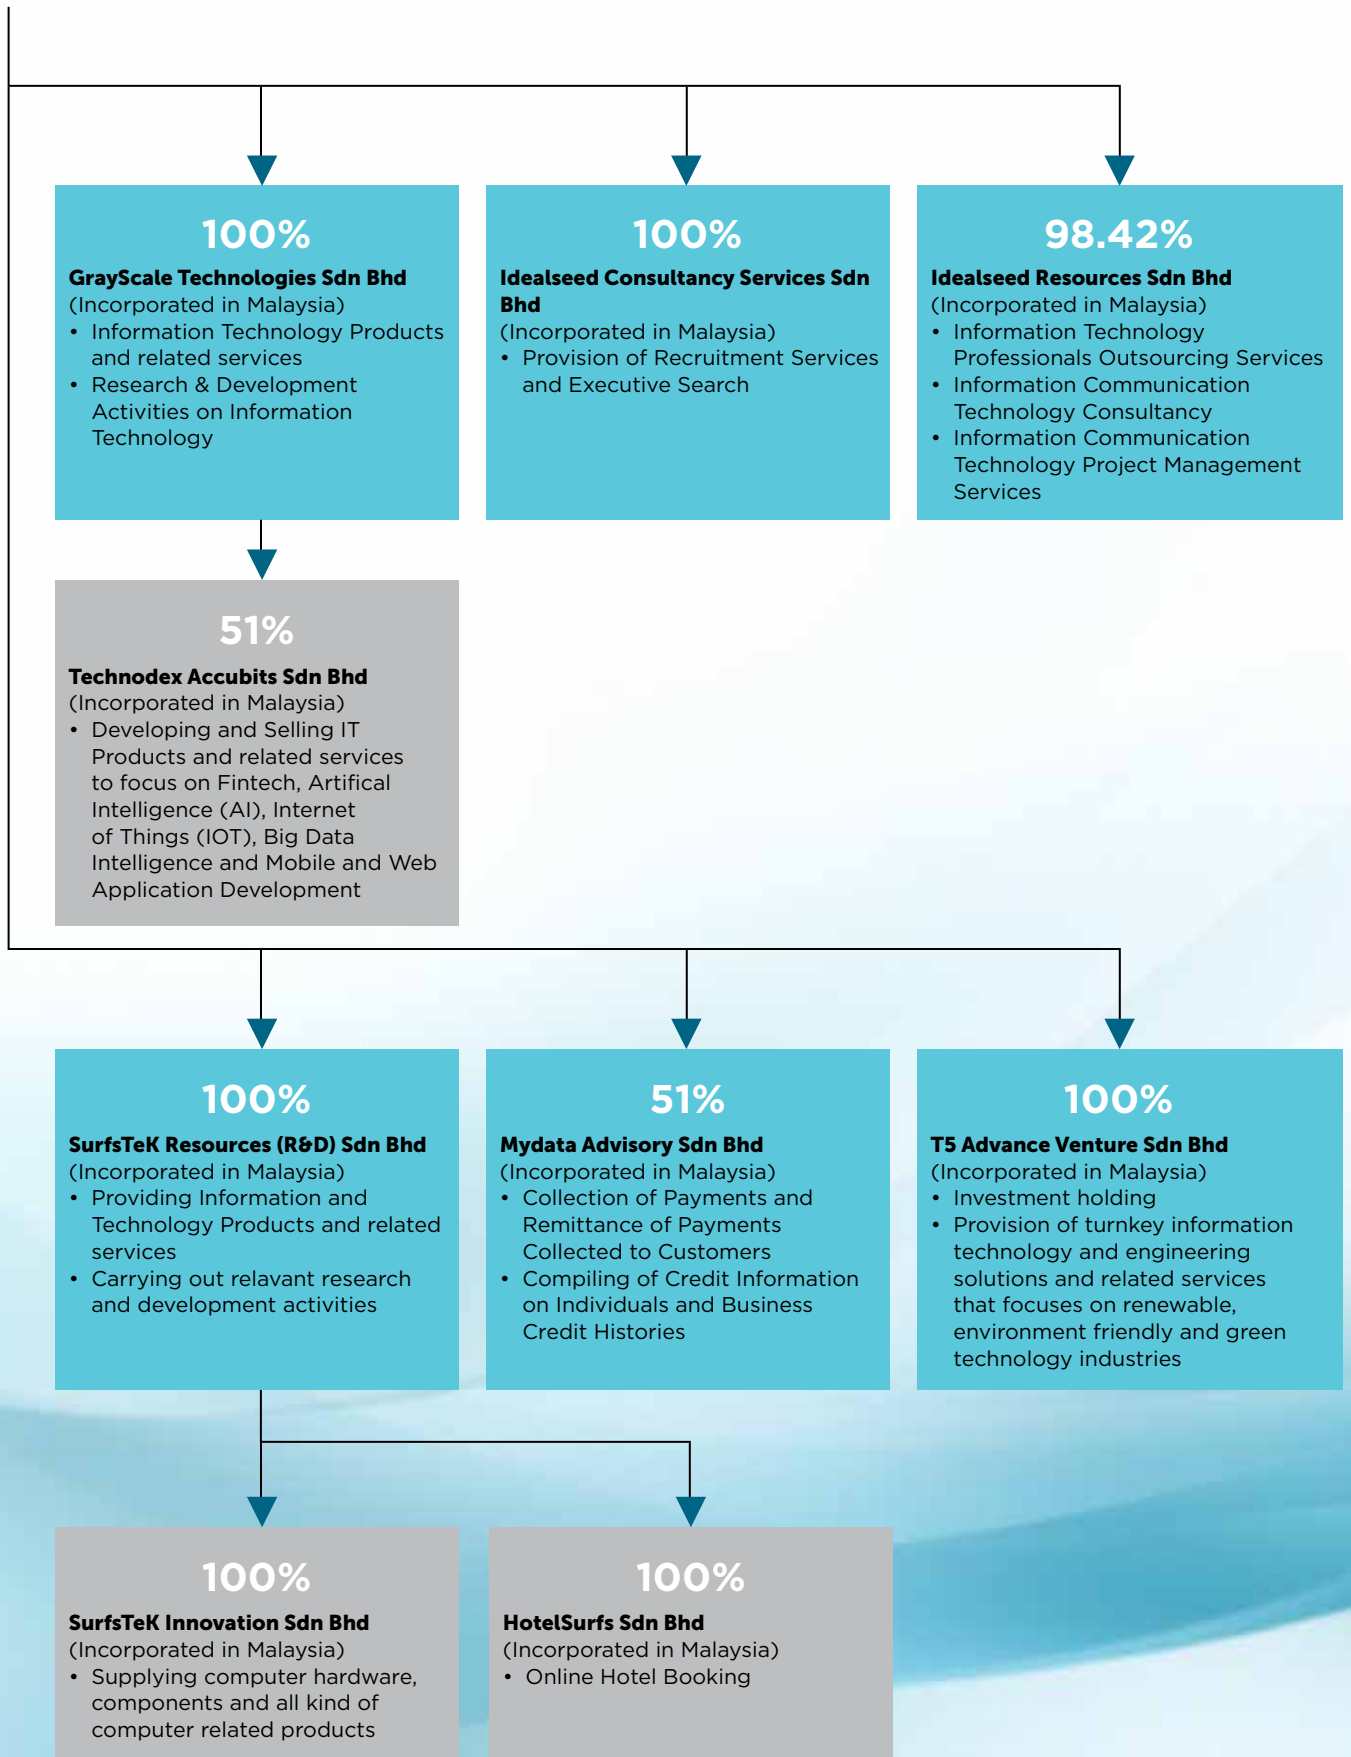 100%
GrayScale Technologies Sdn Bhd
(Incorporated in Malaysia)
• Information Technology Products
and related services
• Research & Development
Activities on Information
Technology
100%
Idealseed Consultancy Services Sdn
Bhd
(Incorporated in Malaysia)
• Provision of Recruitment Services
and Executive Search
98.42%
Idealseed Resources Sdn Bhd
(Incorporated in Malaysia)
• Information Technology
Professionals Outsourcing Services
• Information Communication
Technology Consultancy
• Information Communication
Technology Project Management
Services
51%
Technodex Accubits Sdn Bhd
(Incorporated in Malaysia)
• Developing and Selling IT
Products and related services
to focus on Fintech, Artifical
Intelligence (AI), Internet
of Things (IOT), Big Data
Intelligence and Mobile and Web
Application Development
100%
SurfsTeK Resources (R&D) Sdn Bhd
(Incorporated in Malaysia)
• Providing Information and
Technology Products and related
services
• Carrying out relavant research
and development activities
51%
Mydata Advisory Sdn Bhd
(Incorporated in Malaysia)
• Collection of Payments and
Remittance of Payments
Collected to Customers
• Compiling of Credit Information
on Individuals and Business
Credit Histories
100%
T5 Advance Venture Sdn Bhd
(Incorporated in Malaysia)
• Investment holding
• Provision of turnkey information
technology and engineering
solutions and related services
that focuses on renewable,
environment friendly and green
technology industries
100%
SurfsTeK Innovation Sdn Bhd
(Incorporated in Malaysia)
• Supplying computer hardware,
components and all kind of
computer related products
100%
HotelSurfs Sdn Bhd
(Incorporated in Malaysia)
• Online Hotel Booking